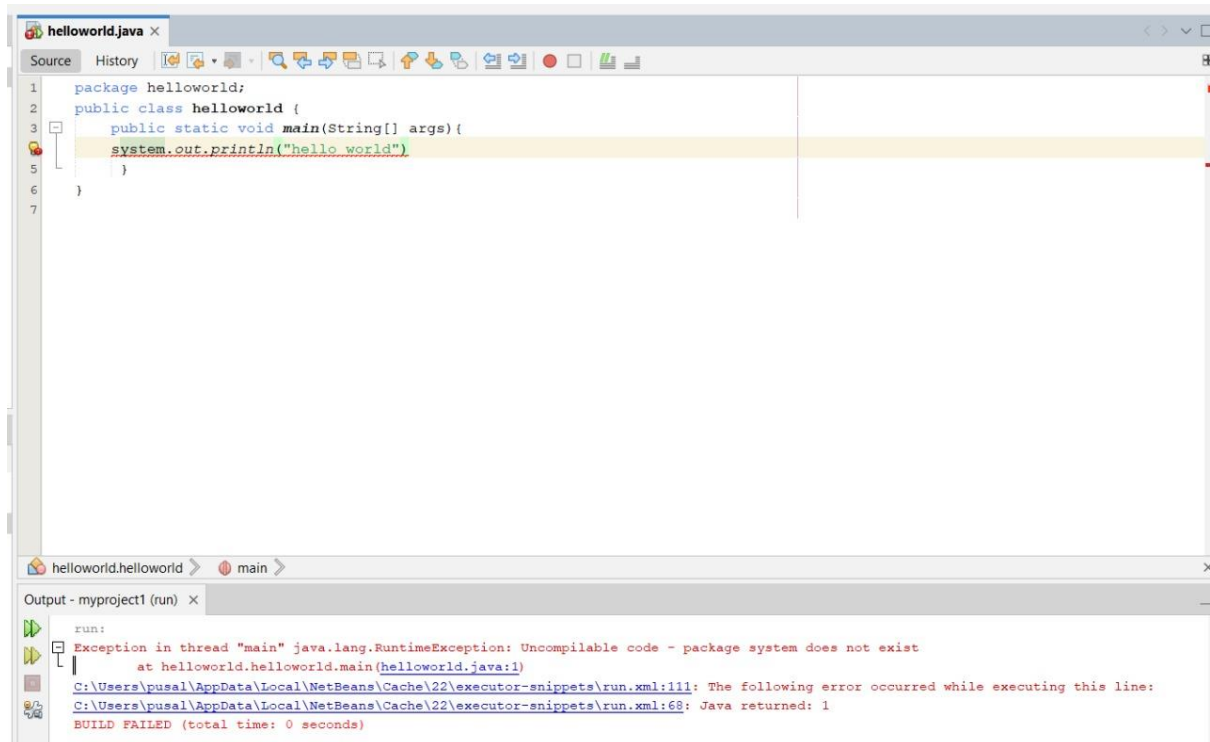 helloworld.java ×
Source History
1 package helloworld;
2 public class helloworld {
3 public static void main(String[] args){
system.out.println("hello world")
5 }
6 }
7
helloworld.helloworld main
Output - myproject1 (run) ×
run:
Exception in thread "main" java.lang.RuntimeException: Uncompilable code - package system does not exist
at helloworld.helloworld.main(helloworld.java:1)
C:\Users\pusal\AppData\Local\NetBeans\Cache\22\executor-snippets\run.xml:111: The following error occurred while executing this line:
C:\Users\pusal\AppData\Local\NetBeans\Cache\22\executor-snippets\run.xml:68: Java returned: 1
BUILD FAILED (total time: 0 seconds)